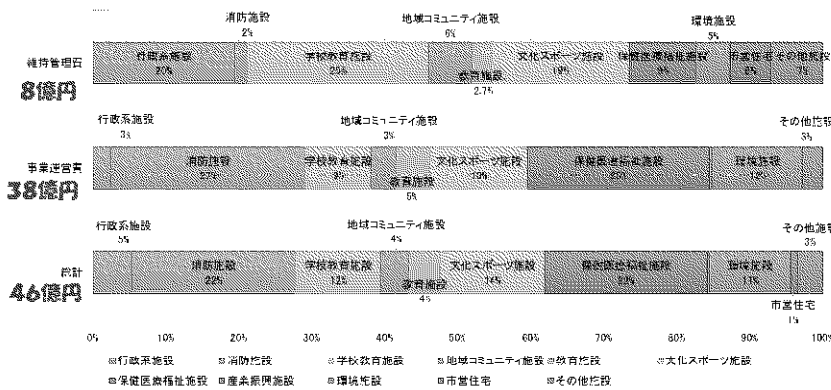 消防施設 地域コミュニティ施設 環境施設
2% 6% 5%
維持管理費 行政系施設 学校教育施設 文化スポーツ施設 保健医療福祉施設 市営住宅 その他施設
20% 25% 教育施設
8億円 2.7%
行政系施設 地域コミュニティ施設 その他施設
3% 3% 3%
事業運営費 消防施設 学校教育施設 文化スポーツ施設 保健医療福祉施設 環境施設
27% 教育施設
38億円 5%
行政系施設 地域コミュニティ施設 その他施設
5% 4% 3%
総計 消防施設 学校教育施設 文化スポーツ施設 保健医療福祉施設 環境施設
22% 12% 教育施設 14%
46億円 4% 市営住宅
1%
0% 10% 20% 30% 40% 50% 60% 70% 80% 90% 100%
行政系施設 消防施設 学校教育施設 地域コミュニティ施設 教育施設 文化スポーツ施設
保健医療福祉施設 産業振興施設 環境施設 市営住宅 その他施設